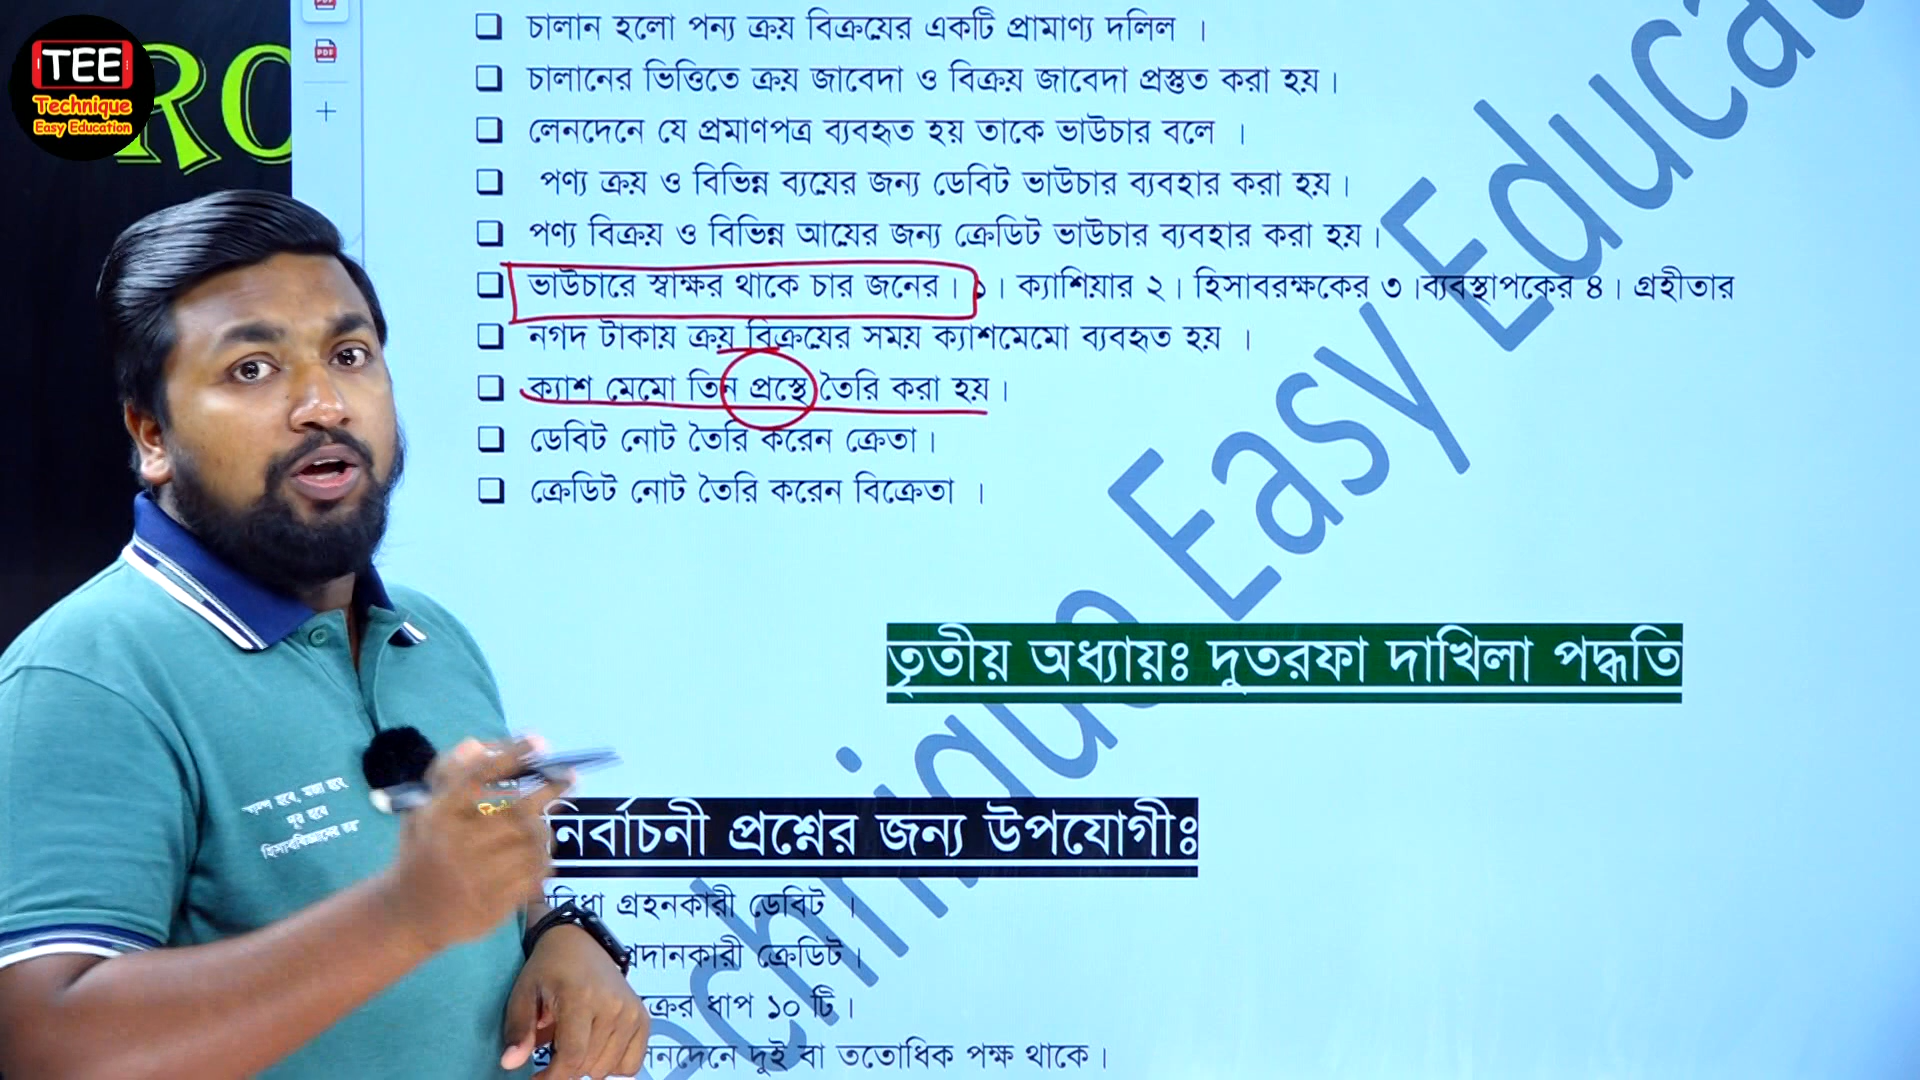 TEE
Technique
Easy Education
চালান হলো পন্য ক্রয় বিক্রয়ের একটি প্রামাণ্য দলিল ।
চালানের ভিত্তিতে ক্রয় জাবেদা ও বিক্রয় জাবেদা প্রস্তুত করা হয়।
লেনদেনে যে প্রমাণপত্র ব্যবহৃত হয় তাকে ভাউচার বলে ।
পণ্য ক্রয় ও বিভিন্ন ব্যয়ের জন্য ডেবিট ভাউচার ব্যবহার করা হয়।
পণ্য বিক্রয় ও বিভিন্ন আয়ের জন্য ক্রেডিট ভাউচার ব্যবহার করা হয়।
ভাউচারে স্বাক্ষর থাকে চার জনের। ১। ক্যাশিয়ার ২। হিসাবরক্ষকের ৩।ব্যবস্থাপকের ৪। গ্রহীতার
নগদ টাকায় ক্রয় বিক্রয়ের সময় ক্যাশমেমো ব্যবহৃত হয় ।
ক্যাশ মেমো তিন প্রস্থে তৈরি করা হয়।
ডেবিট নোট তৈরি করেন ক্রেতা।
ক্রেডিট নোট তৈরি করেন বিক্রেতা ।
তৃতীয় অধ্যায়ঃ দুতরফা দাখিলা পদ্ধতি
নির্বাচনী প্রশ্নের জন্য উপযোগীঃ
গ্রহনকারী ডেবিট ।
প্রদানকারী ক্রেডিট।
ধাপ ১০ টি।
দুই বা ততোধিক পক্ষ থাকে।
Easy